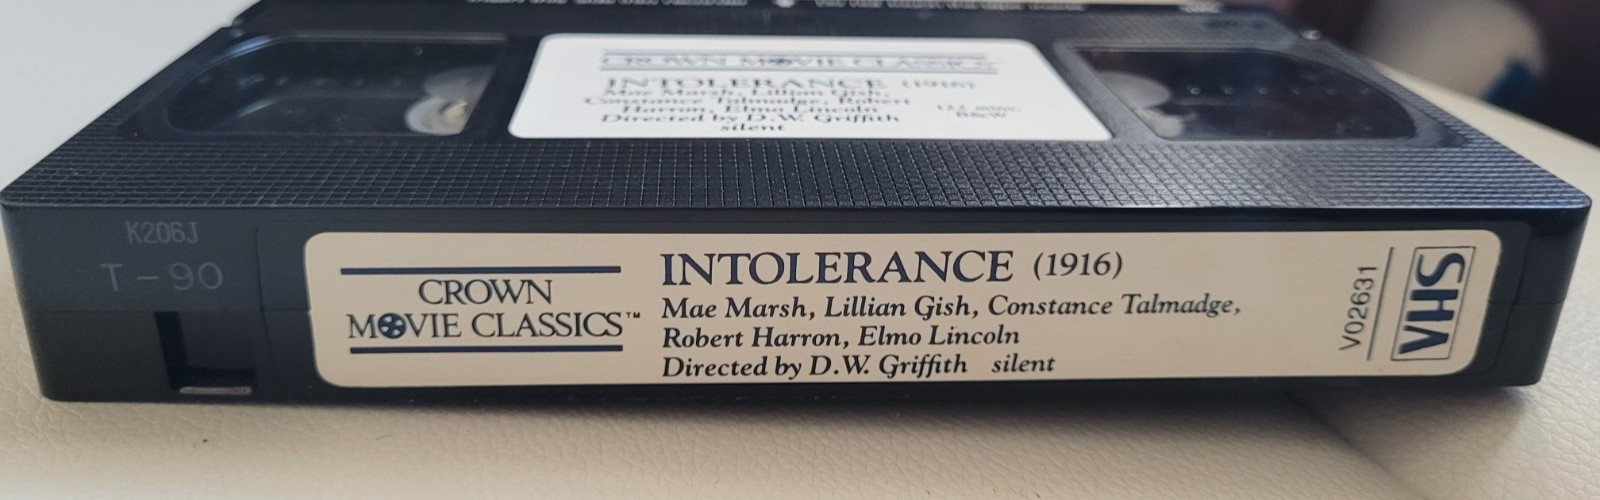 CROWN MOVIE CLASSICS
INTOLERANCE (1916)
Mae Marsh, Lillian Gish,
Constance Talmadge, Robert
Harron, Elmo Lincoln
Directed by D.W. Griffith
silent
B&W
K206J
T-90
CROWN
MOVIE CLASSICS™
INTOLERANCE (1916)
Mae Marsh, Lillian Gish, Constance Talmadge,
Robert Harron, Elmo Lincoln
Directed by D.W. Griffith silent
V02631
VHS